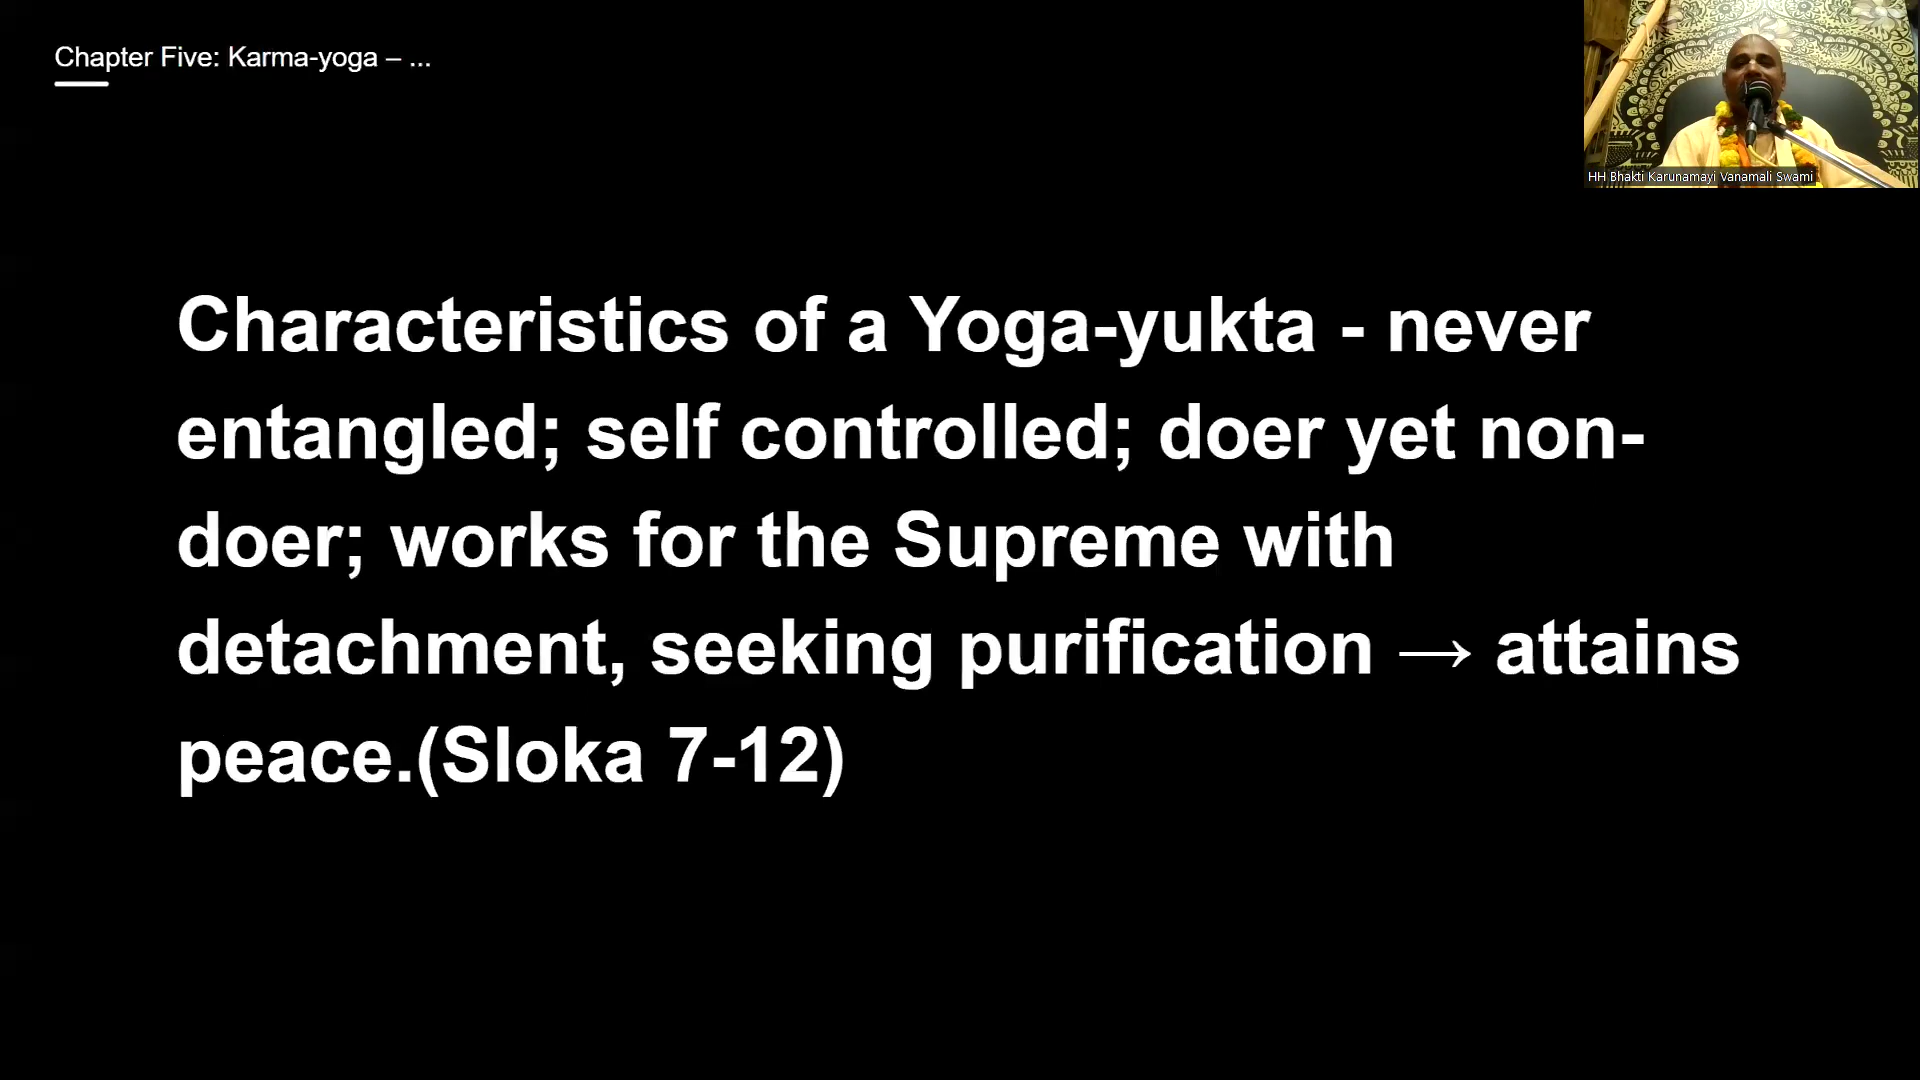 Chapter Five: Karma-yoga – ...
HH Bhakti Karunamayi Vanamali Swami
Characteristics of a Yoga-yukta - never
entangled; self controlled; doer yet non-
doer; works for the Supreme with
detachment, seeking purification → attains
peace.(Sloka 7-12)